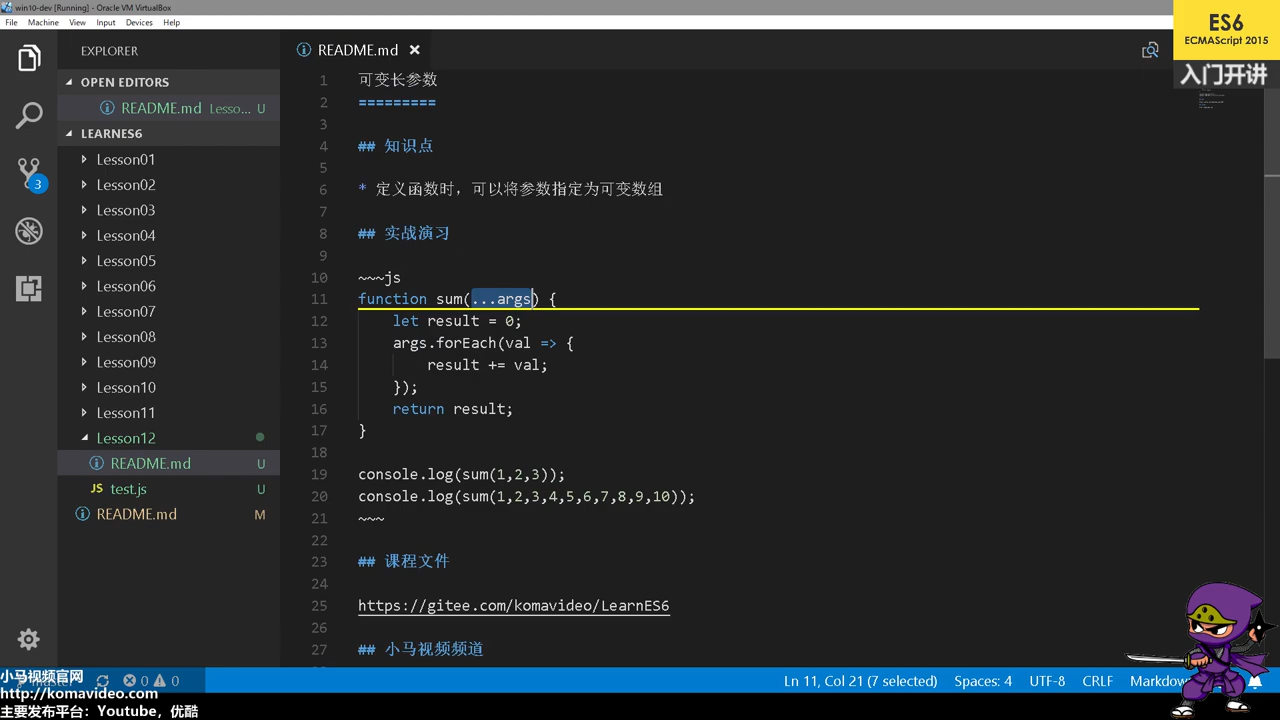 win10-dev [Running] - Oracle VM VirtualBox
File Machine View Input Devices Help
ES6
ECMAScript 2015
入门开讲
EXPLORER
OPEN EDITORS
README.md Lesso... U
LEARNES6
Lesson01
Lesson02
Lesson03
Lesson04
Lesson05
Lesson06
Lesson07
Lesson08
Lesson09
Lesson10
Lesson11
Lesson12
README.md U
JS test.js U
README.md M
3
README.md
1 可变长参数
2 =========
3
4 ## 知识点
5
6 * 定义函数时，可以将参数指定为可变数组
7
8 ## 实战演习
9
10 ~~~js
11 function sum(...args) {
12 let result = 0;
13 args.forEach(val => {
14 result += val;
15 });
16 return result;
17 }
18
19 console.log(sum(1,2,3));
20 console.log(sum(1,2,3,4,5,6,7,8,9,10));
21 ~~~
22
23 ## 课程文件
24
25 https://gitee.com/komavideo/LearnES6
26
27 ## 小马视频频道
小马视频官网
http://komavideo.com
主要发布平台：Youtube，优酷
0 0
Ln 11, Col 21 (7 selected) Spaces: 4 UTF-8 CRLF Markdow